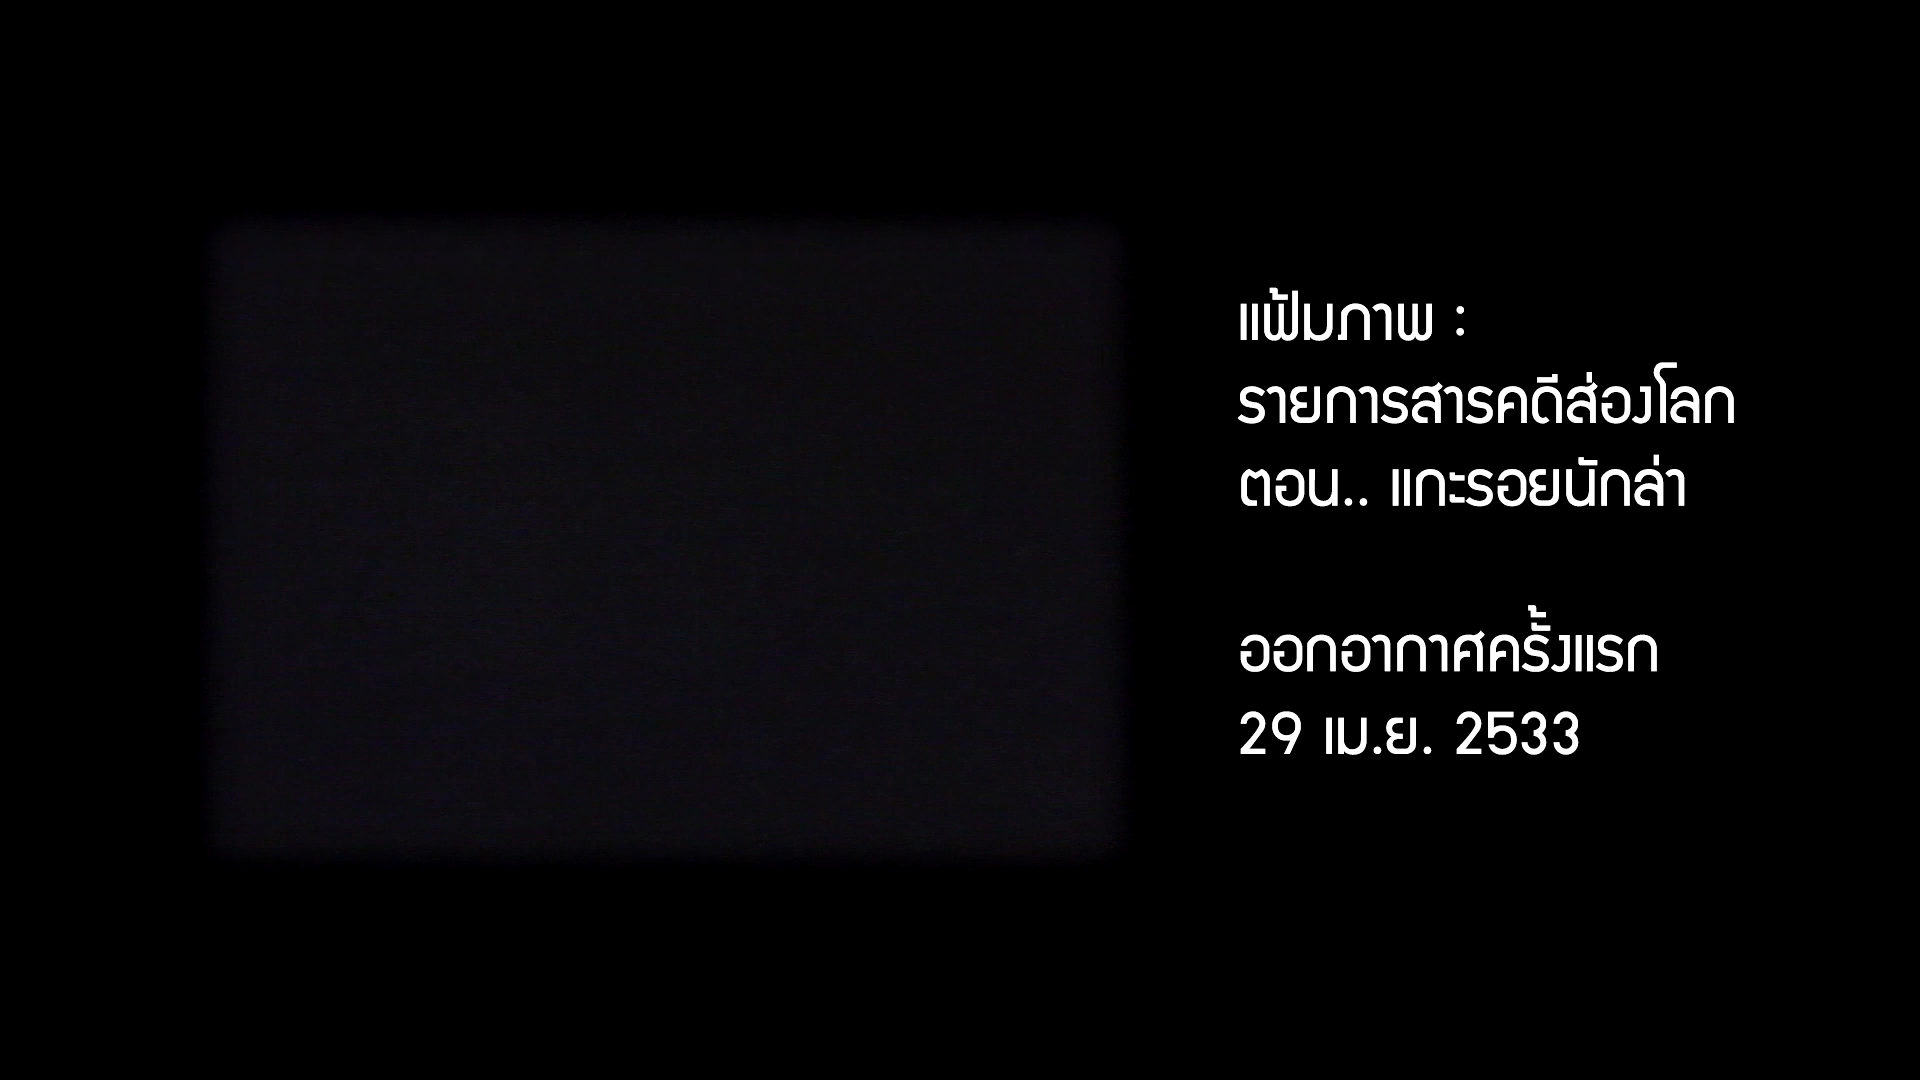 แฟ้มภาพ :
รายการสารคดีส่องโลก
ตอน.. แกะรอยนักล่า
ออกอากาศครั้งแรก
29 เม.ย. 2533